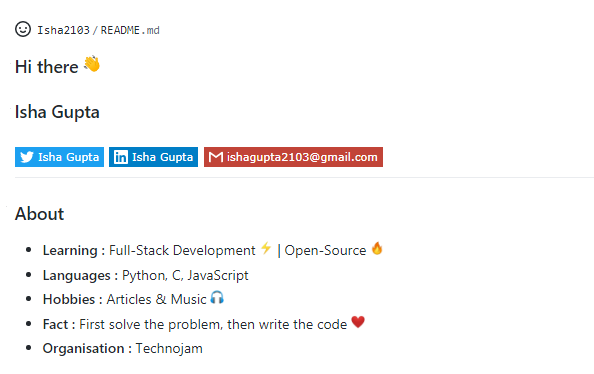 Isha2103/README.md
Hi there 👋
Isha Gupta
Isha Gupta Isha Gupta ishagupta2103@gmail.com
About
• Learning : Full-Stack Development ⚡ | Open-Source 🔥
• Languages : Python, C, JavaScript
• Hobbies : Articles & Music 🎧
• Fact : First solve the problem, then write the code ❤️
• Organisation : Technojam